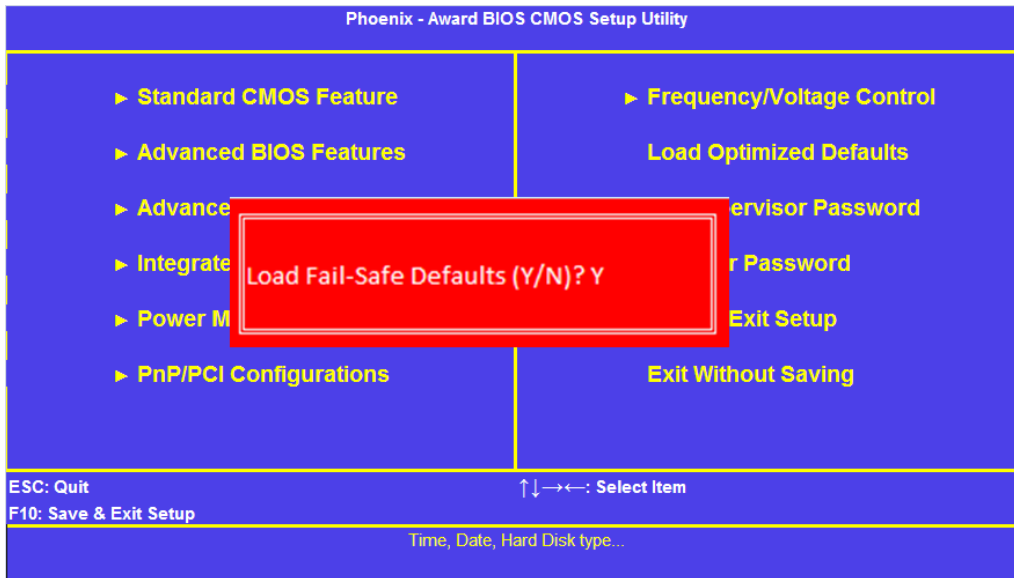 Phoenix - Award BIOS CMOS Setup Utility
► Standard CMOS Feature
► Advanced BIOS Features
► Advance
► Integrate
► Power M
► PnP/PCI Configurations
► Frequency/Voltage Control
Load Optimized Defaults
ervisor Password
r Password
Exit Setup
Exit Without Saving
Load Fail-Safe Defaults (Y/N)? Y
ESC: Quit
↑↓→←: Select Item
F10: Save & Exit Setup
Time, Date, Hard Disk type...